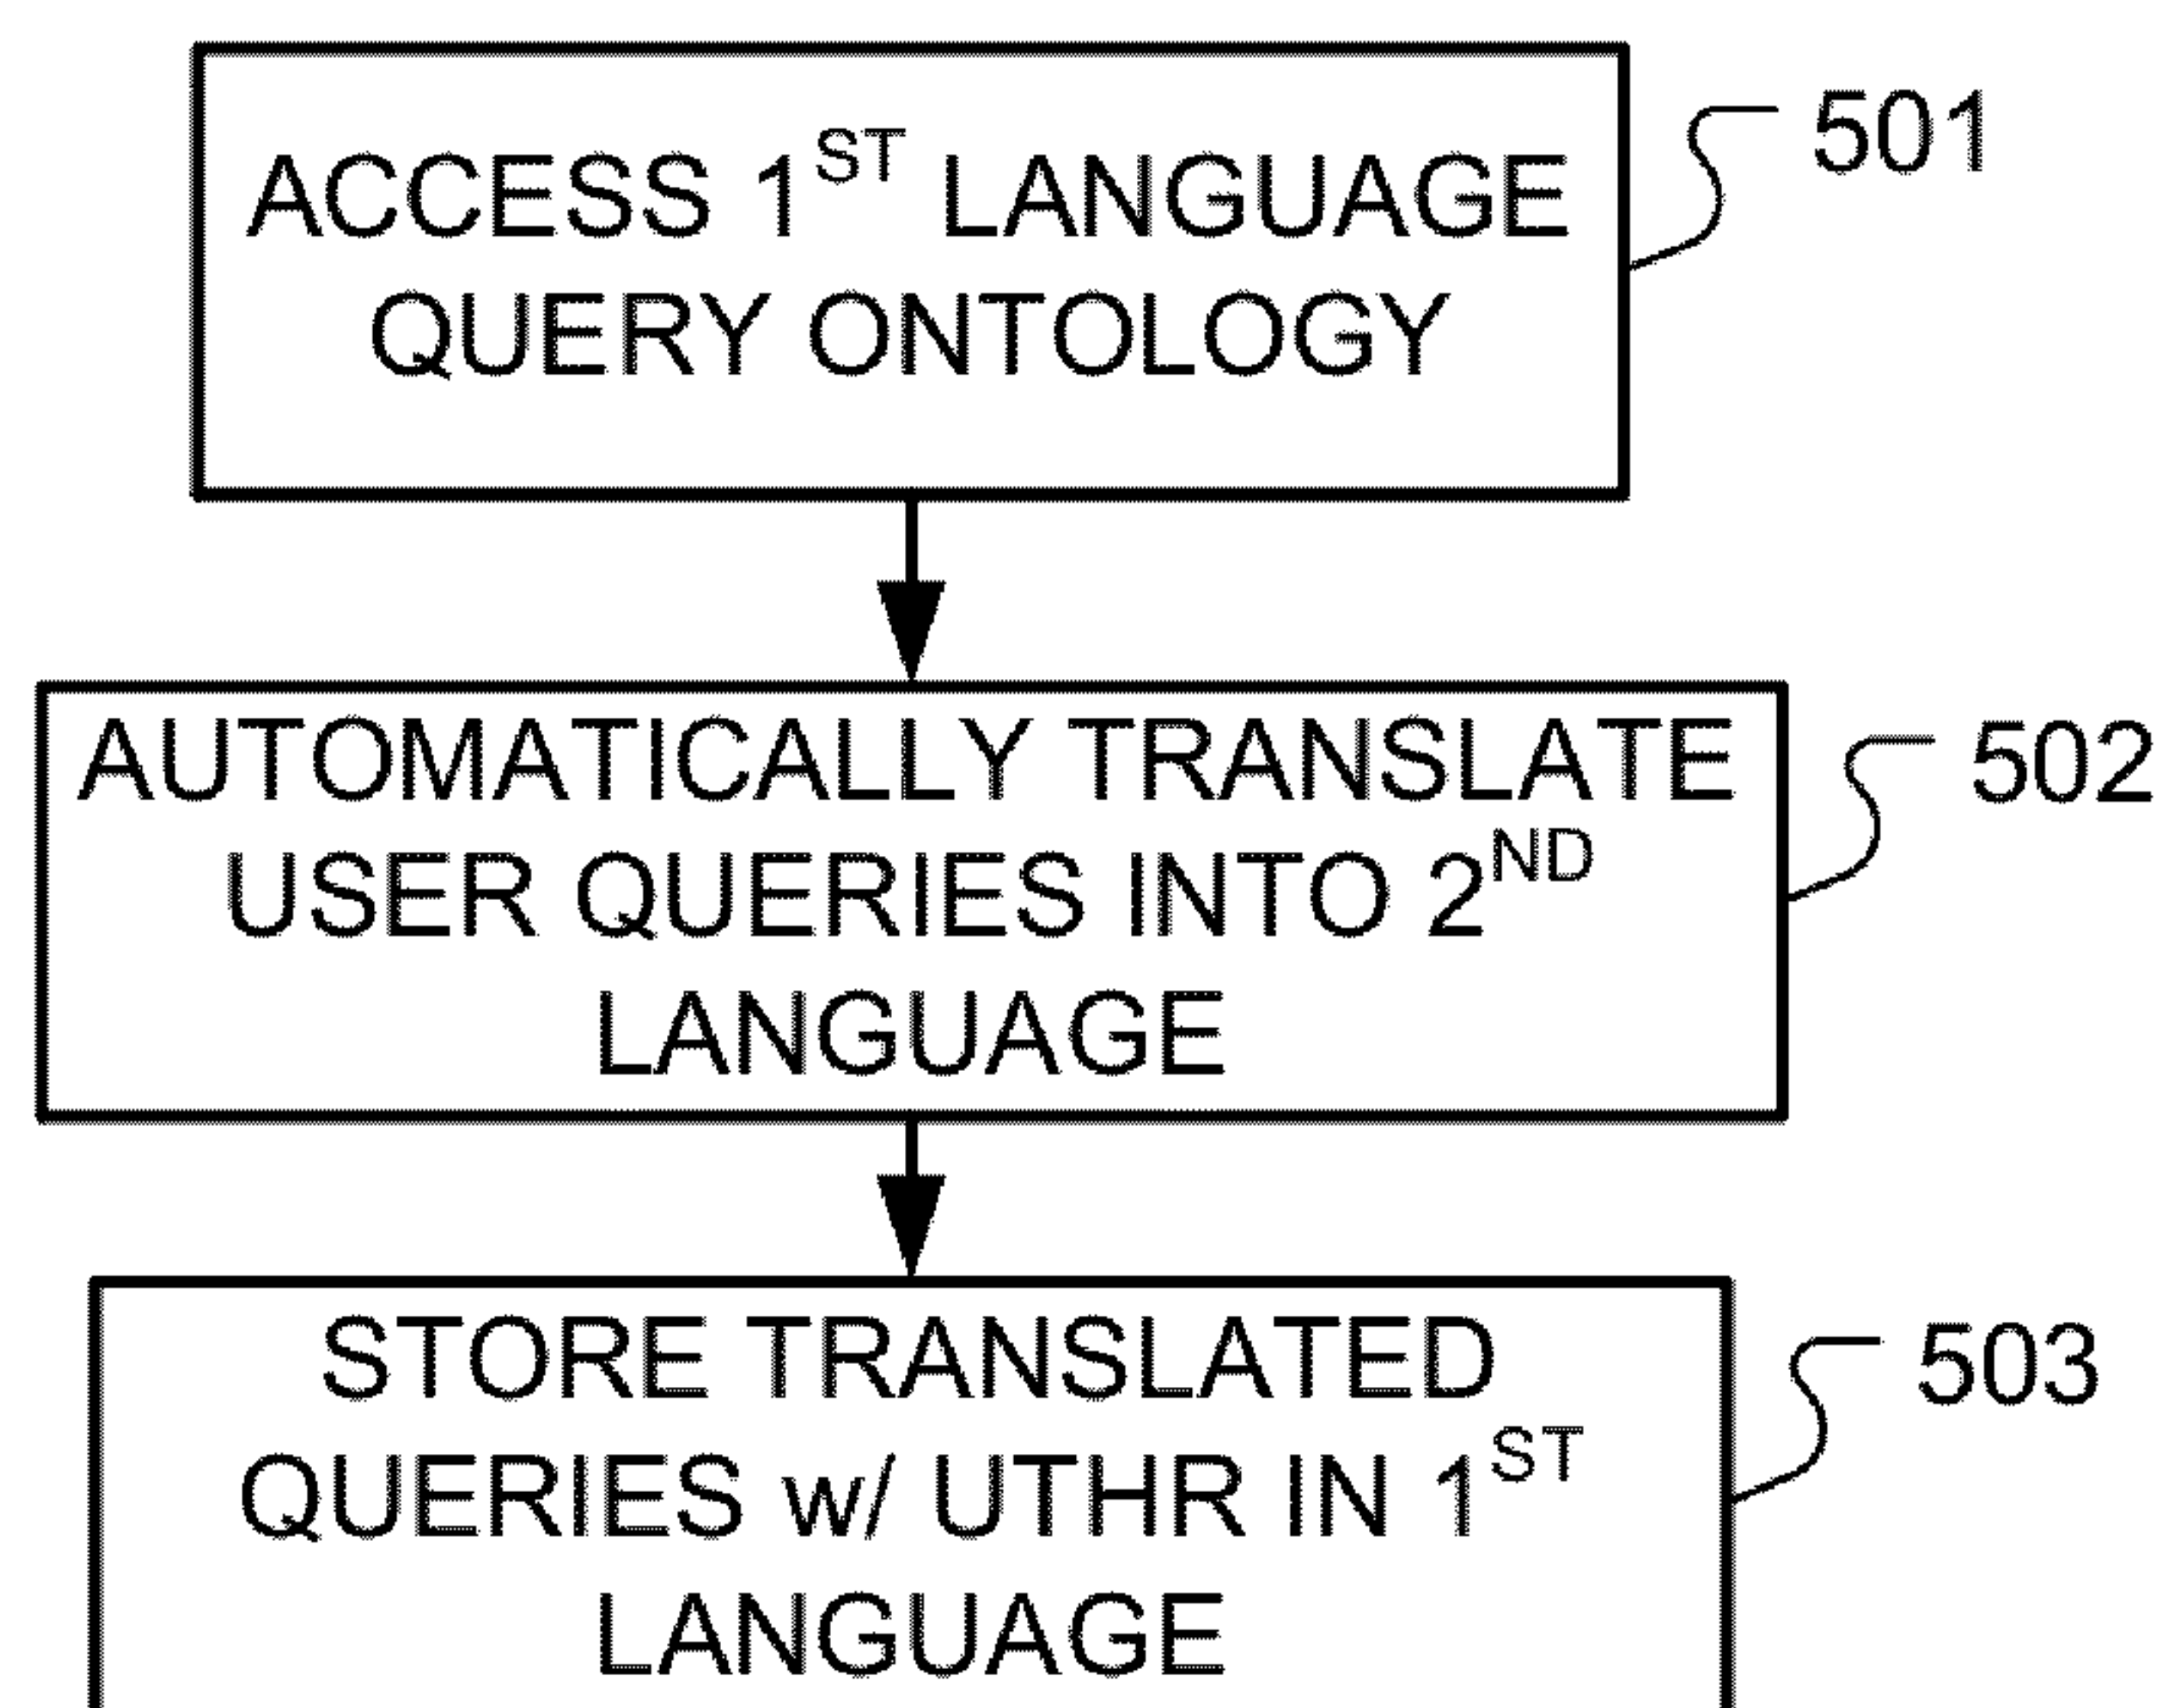 ACCESS 1ST LANGUAGE
QUERY ONTOLOGY
501
AUTOMATICALLY TRANSLATE
USER QUERIES INTO 2ND
LANGUAGE
502
STORE TRANSLATED
QUERIES w/ UTHR IN 1ST
LANGUAGE
503